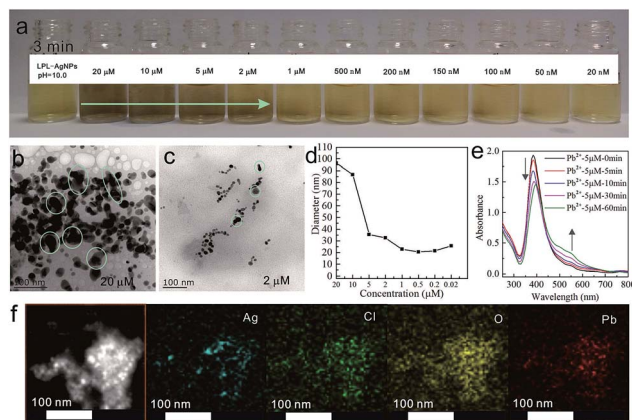 a
3 min
LPL-AgNPs
pH=10.0
20 μM
10 μM
5 μM
2 μM
1 μM
500 nM
200 nM
150 nM
100 nM
50 nM
20 nM
b
100 nm
20 μM
c
100 nm
2 μM
d
Diameter (nm)
100
90
80
70
60
50
40
30
20
10
0
20 10 5 2 1 0.5 0.2 0.02
Concentration (μM)
e
Absorbance
2.0
1.5
1.0
0.5
0.0
Pb²⁺-5μM-0min
Pb²⁺-5μM-5min
Pb²⁺-5μM-10min
Pb²⁺-5μM-30min
Pb²⁺-5μM-60min
300 400 500 600 700 800
Wavelength (nm)
f
100 nm
Ag
100 nm
Cl
100 nm
O
100 nm
Pb
100 nm